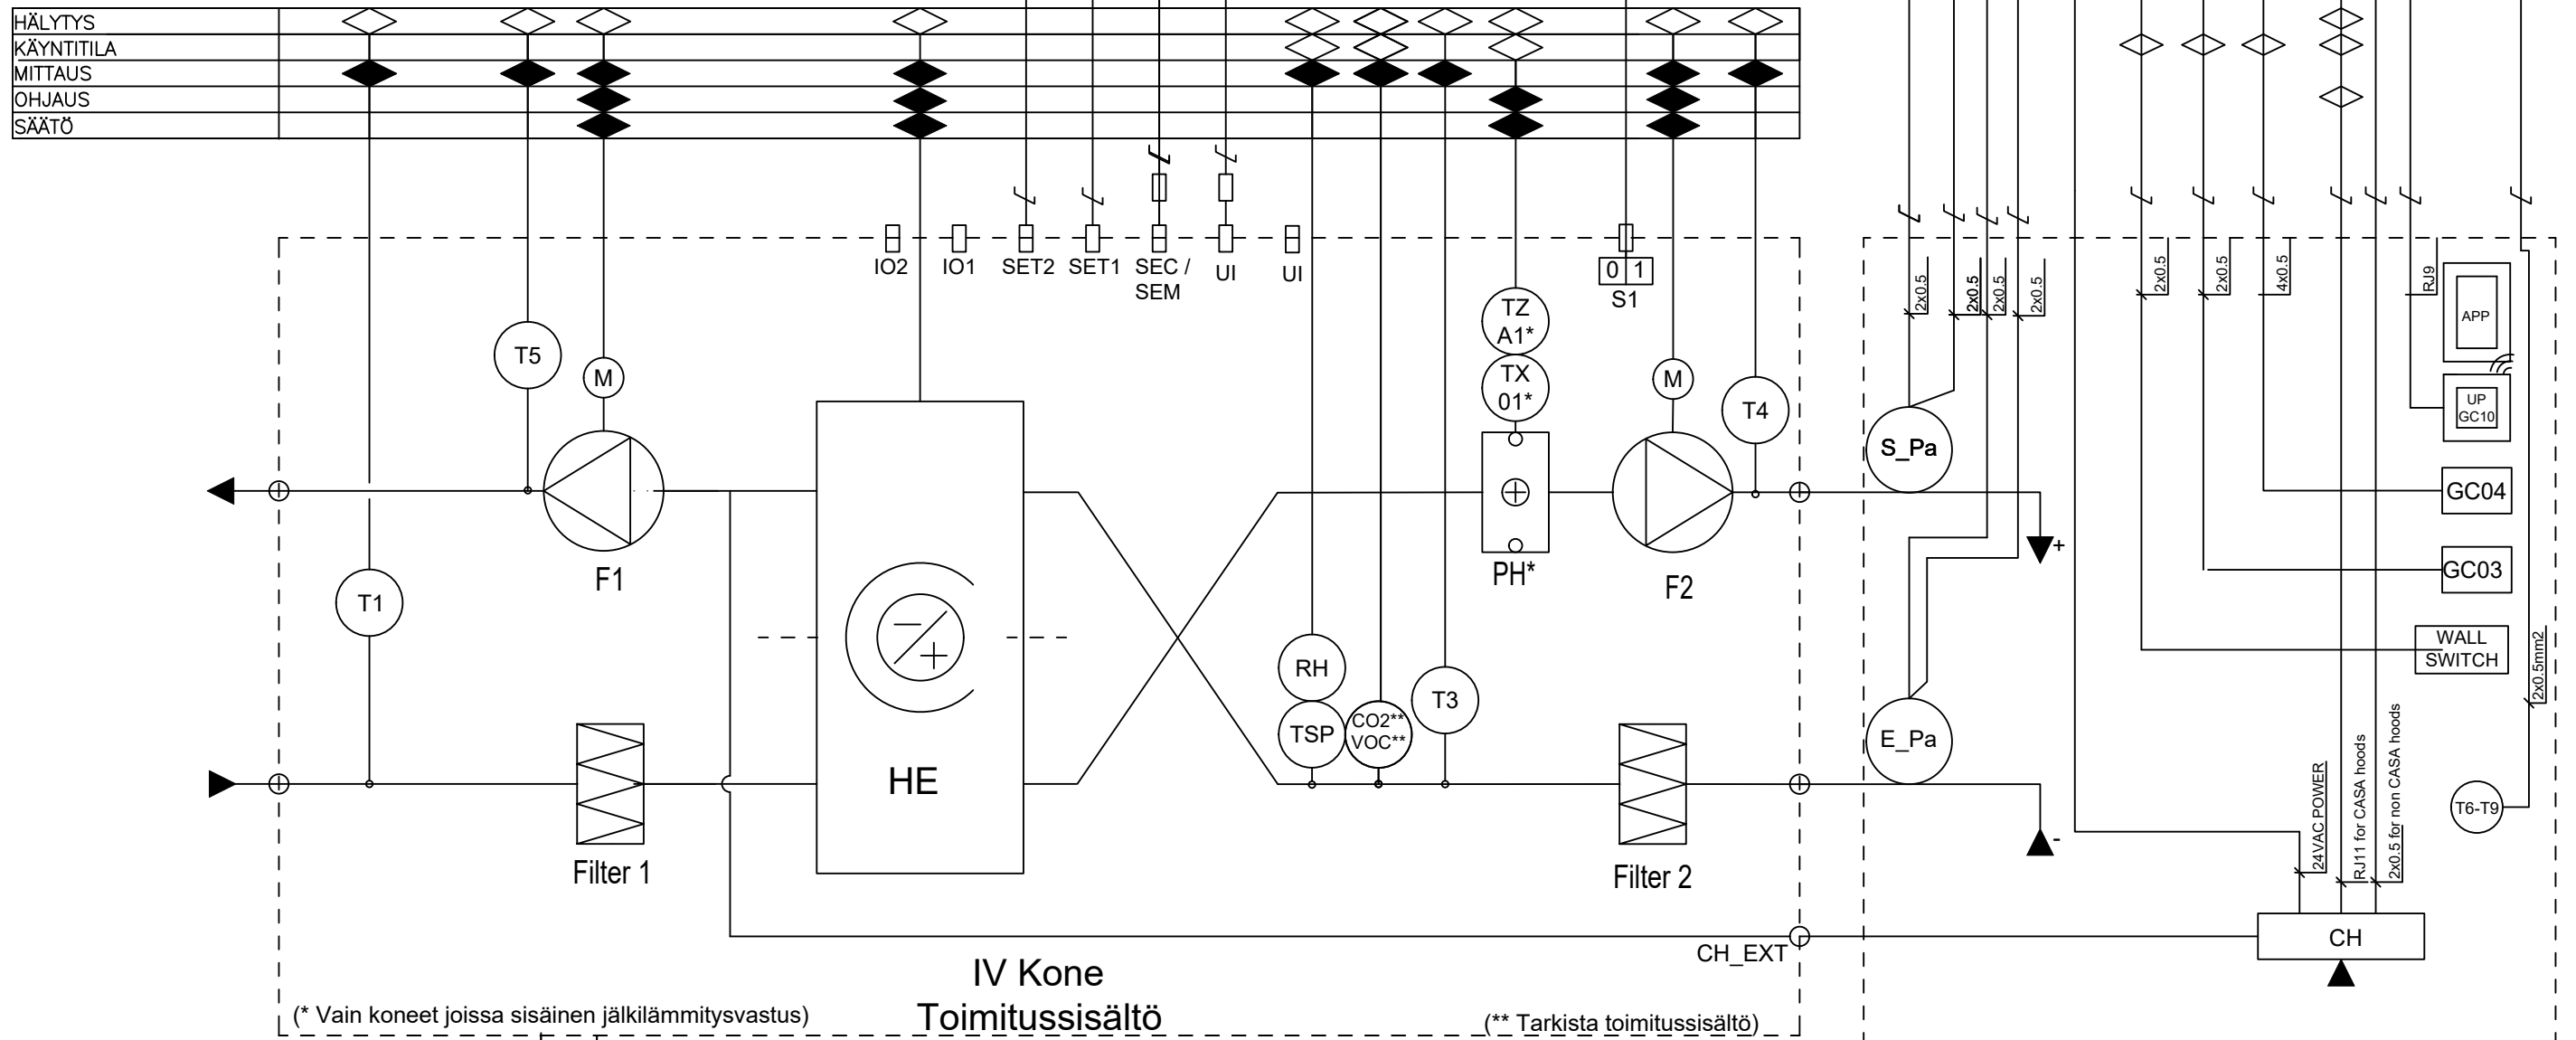 HÄLYTYS
KÄYNTITILA
MITTAUS
OHJAUS
SÄÄTÖ
IO2
IO1
SET2
SET1
SEC /
SEM
UI
UI
0 1
S1
2x0.5
2x0.5
2x0.5
2x0.5
2x0.5
2x0.5
4x0.5
RJ9
APP
UP
GC10
TZ
A1*
TX
01*
T5
M
M
T4
S_Pa
GC04
F1
PH*
F2
+
GC03
T1
RH
TSP
CO2**
VOC**
T3
WALL
SWITCH
2x0.5mm2
E_Pa
HE
T6-T9
24VAC POWER
RJ11 for CASA hoods
2x0.5 for non CASA hoods
-
Filter 1
Filter 2
CH
CH_EXT
IV Kone
Toimitussisältö
(* Vain koneet joissa sisäinen jälkilämmitysvastus)
(** Tarkista toimitussisältö)